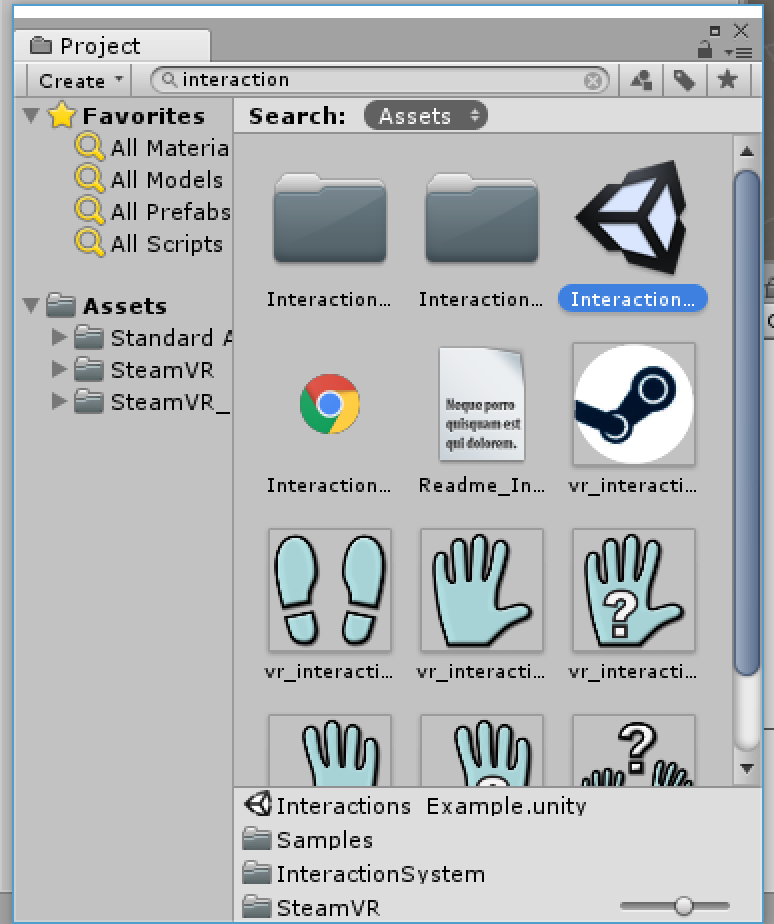 Project
Create
interaction
Favorites
Search:
Assets
All Materia
All Models
All Prefabs
All Scripts
Assets
Standard A
SteamVR
SteamVR_
Interaction...
Interaction...
Interaction...
Neque porro
quisquam est
qui dolorem.
Interaction...
Readme_In...
vr_interacti...
?
vr_interacti...
vr_interacti...
vr_interacti...
?
Interactions_Example.unity
Samples
InteractionSystem
SteamVR